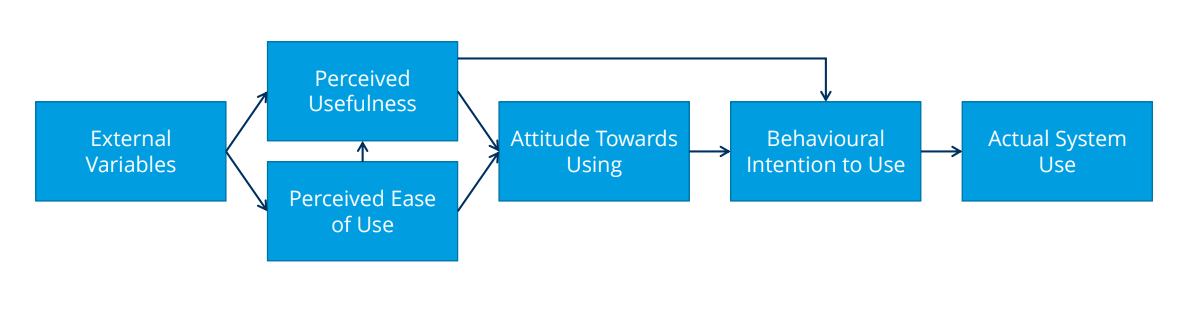 External
Variables
Perceived
Usefulness
Perceived Ease
of Use
Attitude Towards
Using
Behavioural
Intention to Use
Actual System
Use